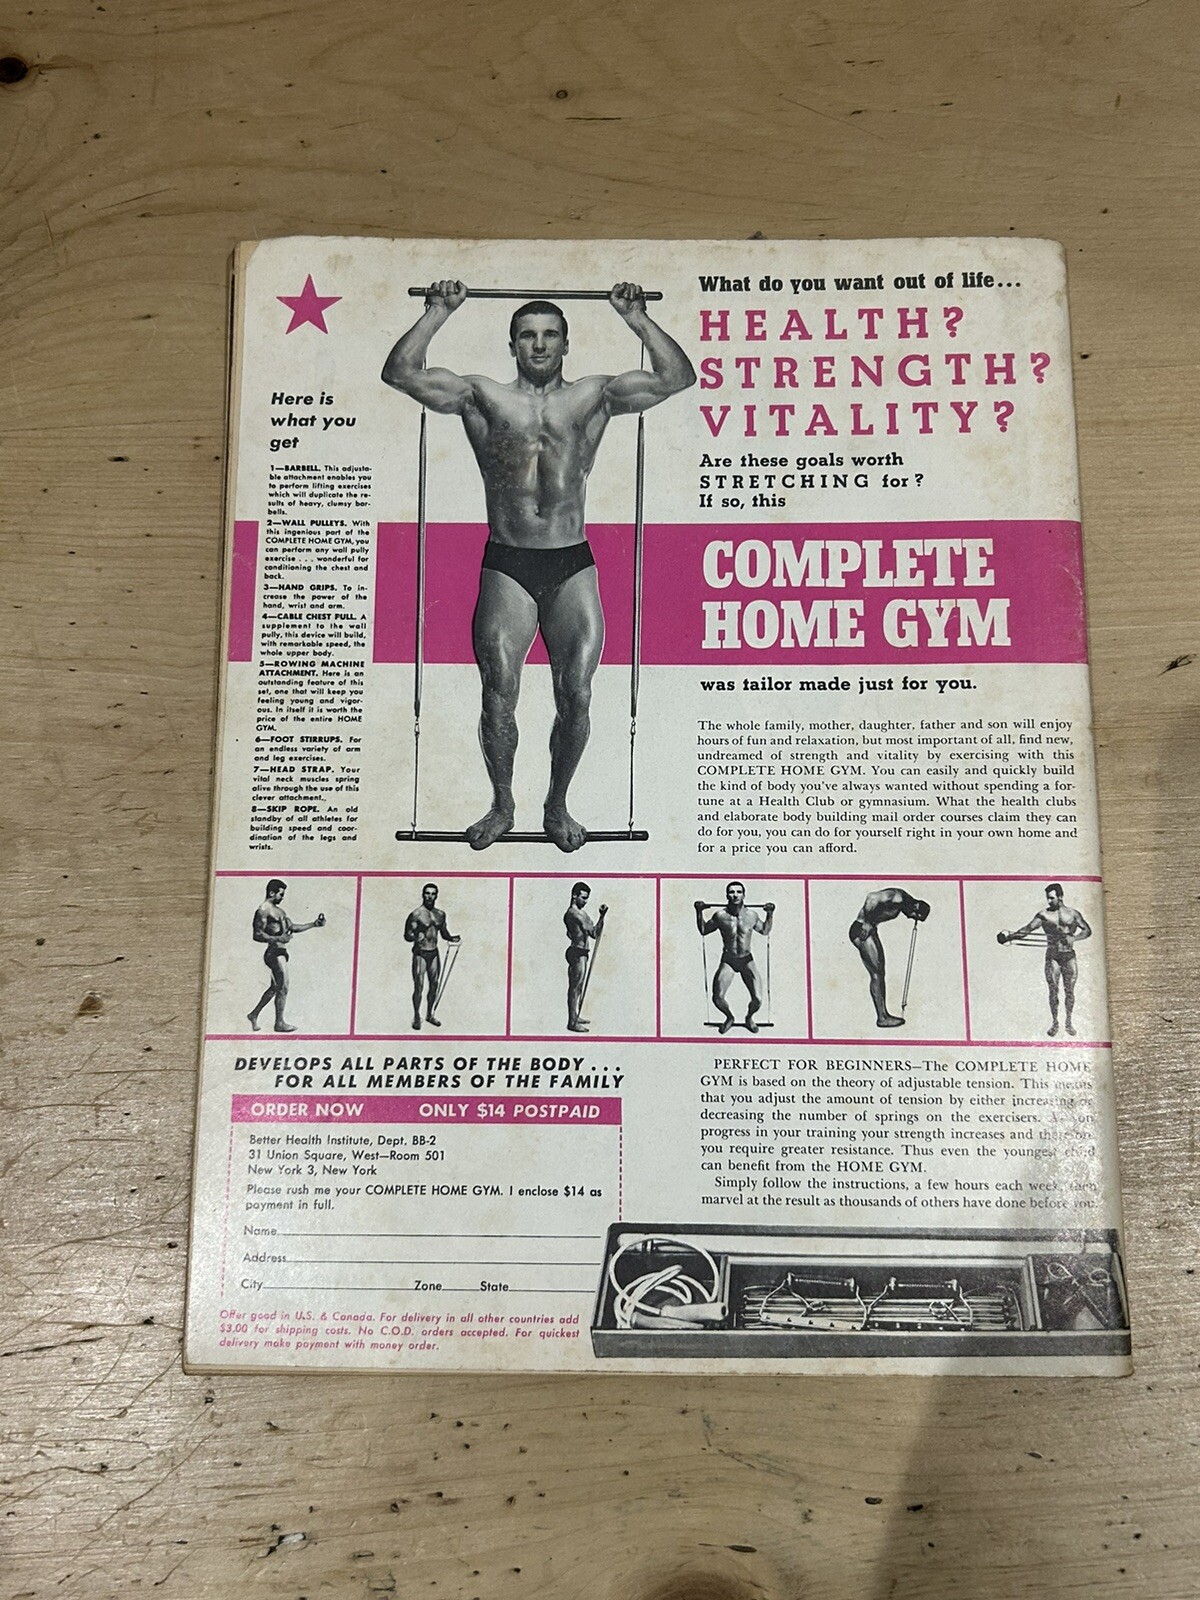 Here is
what you
get
1—BARBELL. This adjusta-
ble attachment enables you
to perform lifting exercises
which will duplicate the re-
sults of heavy, clumsy bar-
bells.
2—WALL PULLEYS. With
this ingenious part of the
COMPLETE HOME GYM, you
can perform any wall pully
exercise . . . wonderful for
conditioning the chest and
back.
3—HAND GRIPS. To in-
crease the power of the
hand, wrist and arm.
4—CABLE CHEST PULL. A
supplement to the wall
pully, this device will build,
with remarkable speed, the
whole upper body.
5—ROWING MACHINE
ATTACHMENT. Here is an
outstanding feature of this
set, one that will keep you
feeling young and vigor-
ous. In itself it is worth the
price of the entire HOME
GYM.
6—FOOT STIRRUPS. For
an endless variety of arm
and leg exercises.
7—HEAD STRAP. Your
vital neck muscles spring
alive through the use of this
clever attachment.
8—SKIP ROPE. An old
standby of all athletes for
building speed and coor-
dination of the legs and
wrists.
What do you want out of life...
HEALTH?
STRENGTH?
VITALITY?
Are these goals worth
STRETCHING for?
If so, this
COMPLETE
HOME GYM
was tailor made just for you.
The whole family, mother, daughter, father and son will enjoy
hours of fun and relaxation, but most important of all, find new,
undreamed of strength and vitality by exercising with this
COMPLETE HOME GYM. You can easily and quickly build
the kind of body you've always wanted without spending a for-
tune at a Health Club or gymnasium. What the health clubs
and elaborate body building mail order courses claim they can
do for you, you can do for yourself right in your own home and
for a price you can afford.
DEVELOPS ALL PARTS OF THE BODY . . .
FOR ALL MEMBERS OF THE FAMILY
ORDER NOW ONLY $14 POSTPAID
Better Health Institute, Dept. BB-2
31 Union Square, West—Room 501
New York 3, New York
Please rush me your COMPLETE HOME GYM. I enclose $14 as
payment in full.
Name
Address
City Zone State
Offer good in U.S. & Canada. For delivery in all other countries add
$3.00 for shipping costs. No C.O.D. orders accepted. For quickest
delivery make payment with money order.
PERFECT FOR BEGINNERS—The COMPLETE HOME
GYM is based on the theory of adjustable tension. This means
that you adjust the amount of tension by either increasing or
decreasing the number of springs on the exercisers. As you
progress in your training your strength increases and therefore
you require greater resistance. Thus even the youngest child
can benefit from the HOME GYM.
Simply follow the instructions, a few hours each week, then
marvel at the result as thousands of others have done before you.